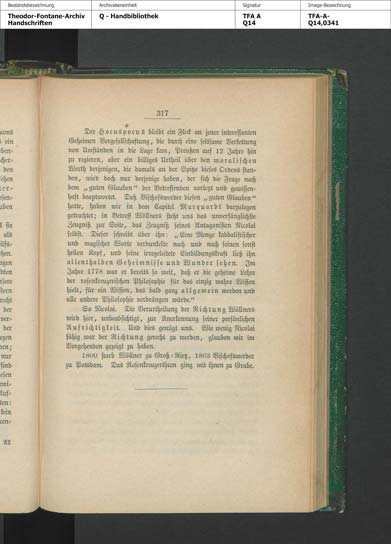 Bestandsbezeichnung
Archivalieneinheit
Signatur
Image-Bezeichnung
Theodor-Fontane-Archiv
Handschriften
Q - Handbibliothek
TFA A
Q14
TFA-A-
Q14,0341
317
Der Hocuspocus bleibt ein Fleck an jener interessanten
Geheimen Vergesellschaftung, die durch eine seltsame Verkettung
von Umständen in die Lage kam, Preußen auf 12 Jahre hin
zu regieren, aber ein billiges Urtheil über den moralischen
Werth derjenigen, die damals an der Spitze dieses Ordens stan-
den, wird doch nur derjenige haben, der sich die Frage nach
dem „guten Glauben“ der Betreffenden vorlegt und gewissen-
haft beantwortet. Daß Bischofswerder diesen „guten Glauben“
hatte, haben wir in dem Capitel Marquardt darzulegen
getrachtet; in Betreff Wöllners steht uns das unverfänglichste
Zeugniß zur Seite, das Zeugniß seines Antagonisten Nicolai
selbst. Dieser schreibt über ihn: „Eine Menge kabbalistischer
und magischer Worte verdunkelte nach und nach seinen sonst
hellen Kopf, und seine irregeleitete Einbildungskraft ließ ihn
allenthalben Geheimnisse und Wunder sehen. Im
Jahre 1778 war er bereits so weit, daß er die geheime Lehre
der rosenkreuzerischen Philosophie für das einzig wahre Wissen
hielt, für ein Wissen, das bald ganz allgemein werden und
alle andere Philosophie verdrängen würde.“
So Nicolai. Die Verurtheilung der Richtung Wöllners
wird hier, unbeabsichtigt, zur Anerkennung seiner persönlichen
Aufrichtigkeit. Und dies genügt uns. Wie wenig Nicolai
fähig war der Richtung gerecht zu werden, glauben wir im
Vorgehenden gezeigt zu haben.
1800 starb Wöllner zu Groß-Rietz, 1803 Bischofswerder
zu Potsdam. Das Rosenkreuzerthum ging mit ihnen zu Grabe.